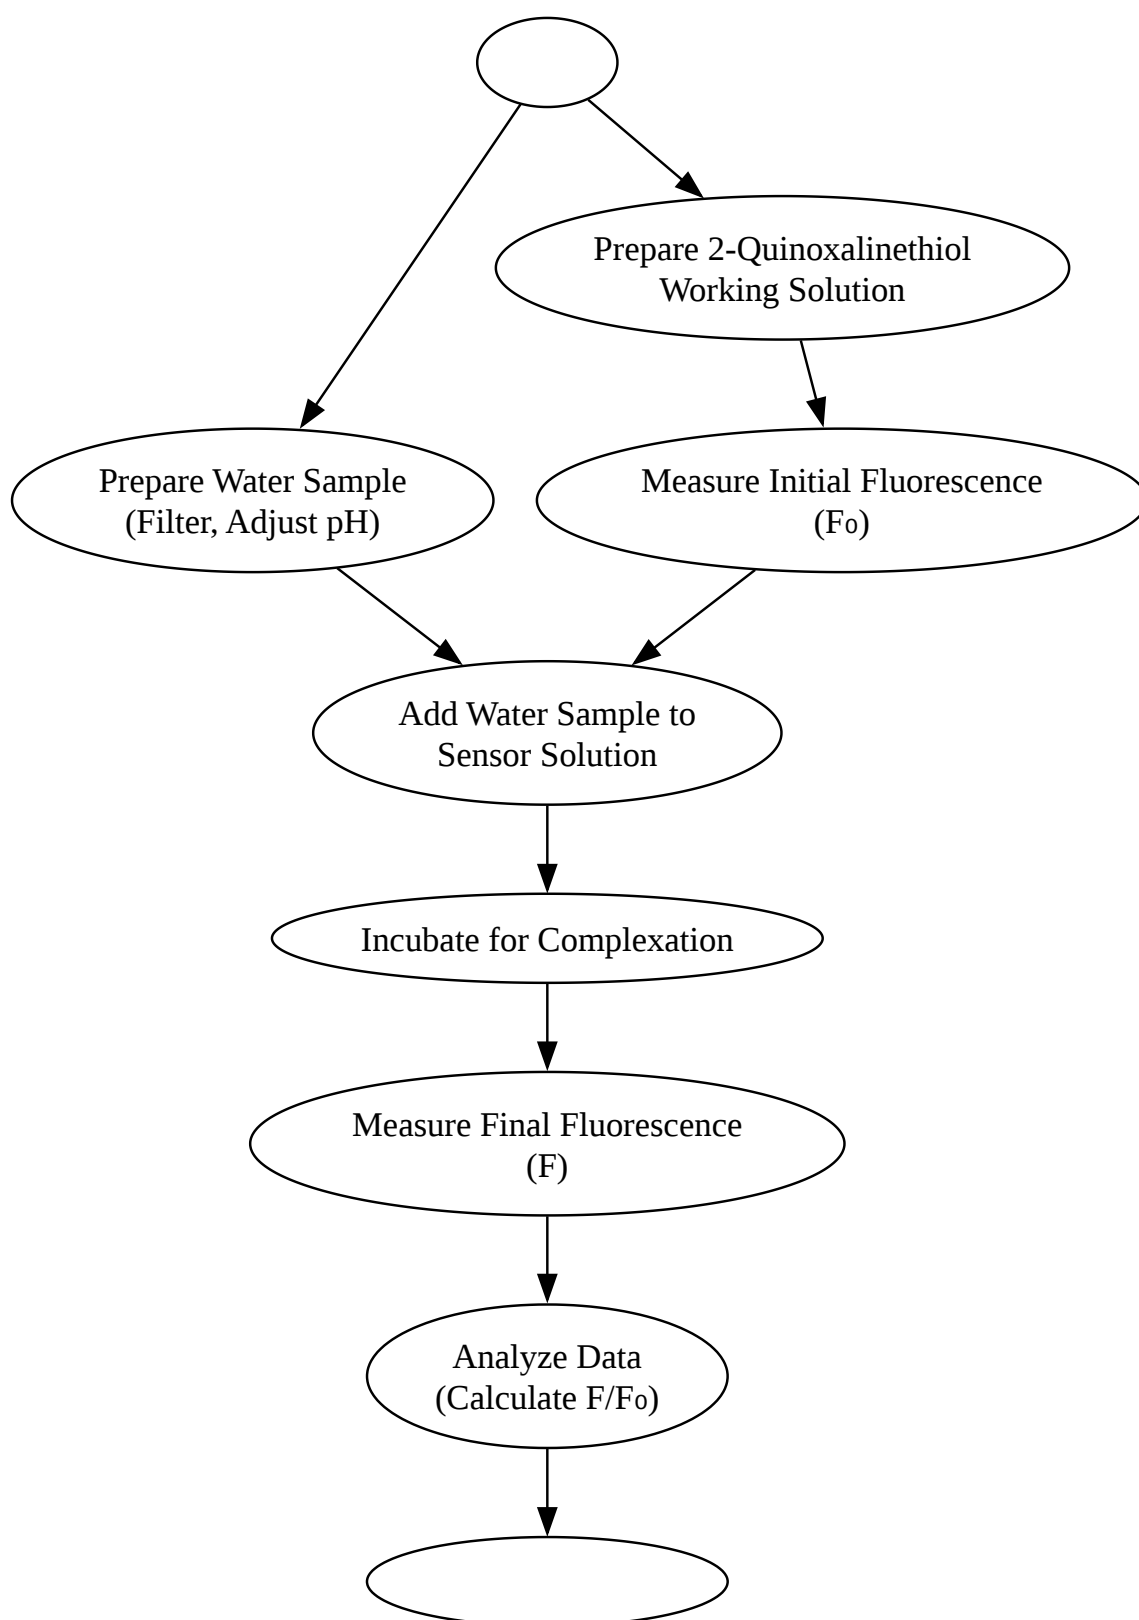 Prepare 2-Quinoxalinethiol
Working Solution
Prepare Water Sample
(Filter, Adjust pH)
Measure Initial Fluorescence
(F₀)
Add Water Sample to
Sensor Solution
Incubate for Complexation
Measure Final Fluorescence
(F)
Analyze Data
(Calculate F/F₀)